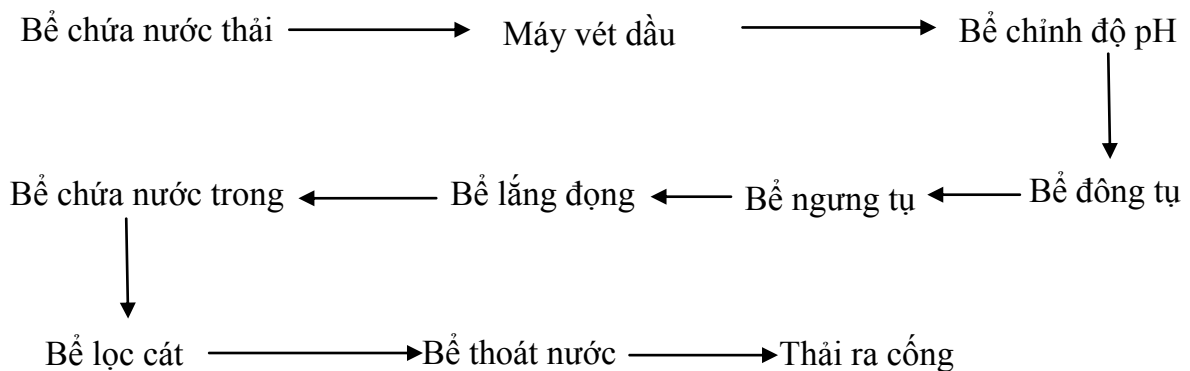 Bể chứa nước thải Máy vét dầu Bể chỉnh độ pH
Bể chứa nước trong Bể lắng đọng Bể ngưng tụ Bể đông tụ
Bể lọc cát Bể thoát nước Thải ra cống